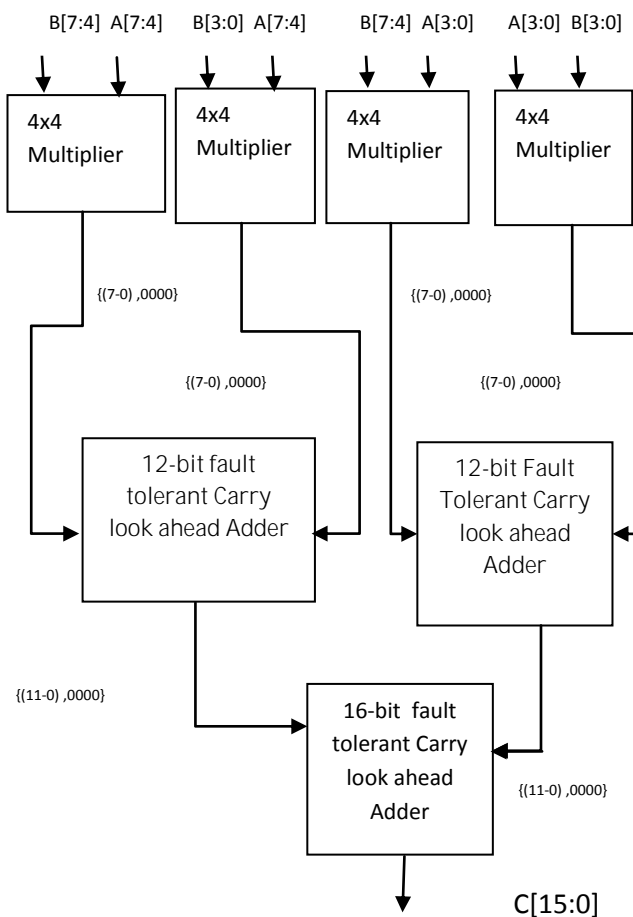 B[7:4] A[7:4] B[3:0] A[7:4] B[7:4] A[3:0] A[3:0] B[3:0]
4x4
Multiplier
4x4
Multiplier
4x4
Multiplier
4x4
Multiplier
{(7-0) ,0000}
{(7-0) ,0000}
{(7-0) ,0000}
{(7-0) ,0000}
12-bit fault
tolerant Carry
look ahead Adder
12-bit Fault
Tolerant Carry
look ahead
Adder
{(11-0) ,0000}
16-bit fault
tolerant Carry
look ahead
Adder
{(11-0) ,0000}
C[15:0]